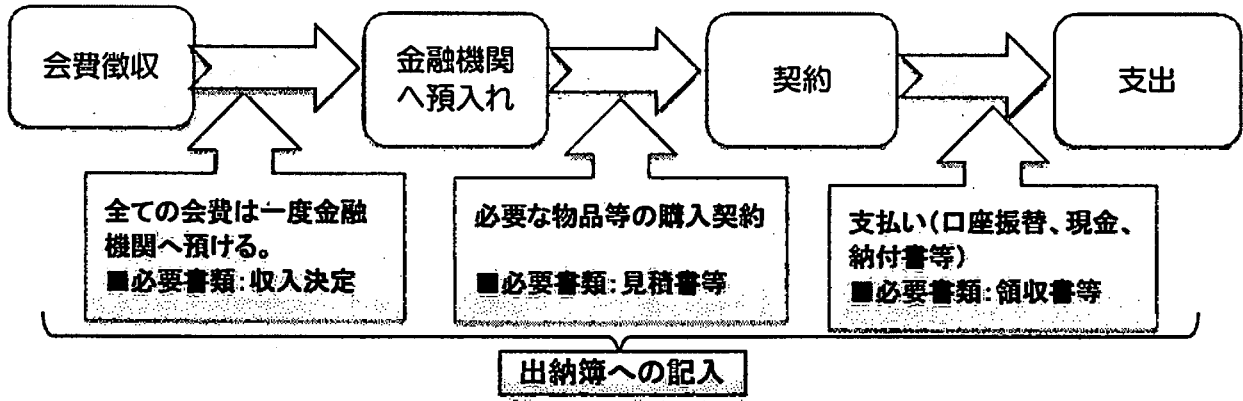 会費徴収
金融機関
へ預入れ
契約
支出
全ての会費は一度金融
機関へ預ける。
■必要書類：収入決定
必要な物品等の購入契約
■必要書類：見積書等
支払い（口座振替、現金、
納付書等）
■必要書類：領収書等
出納簿への記入